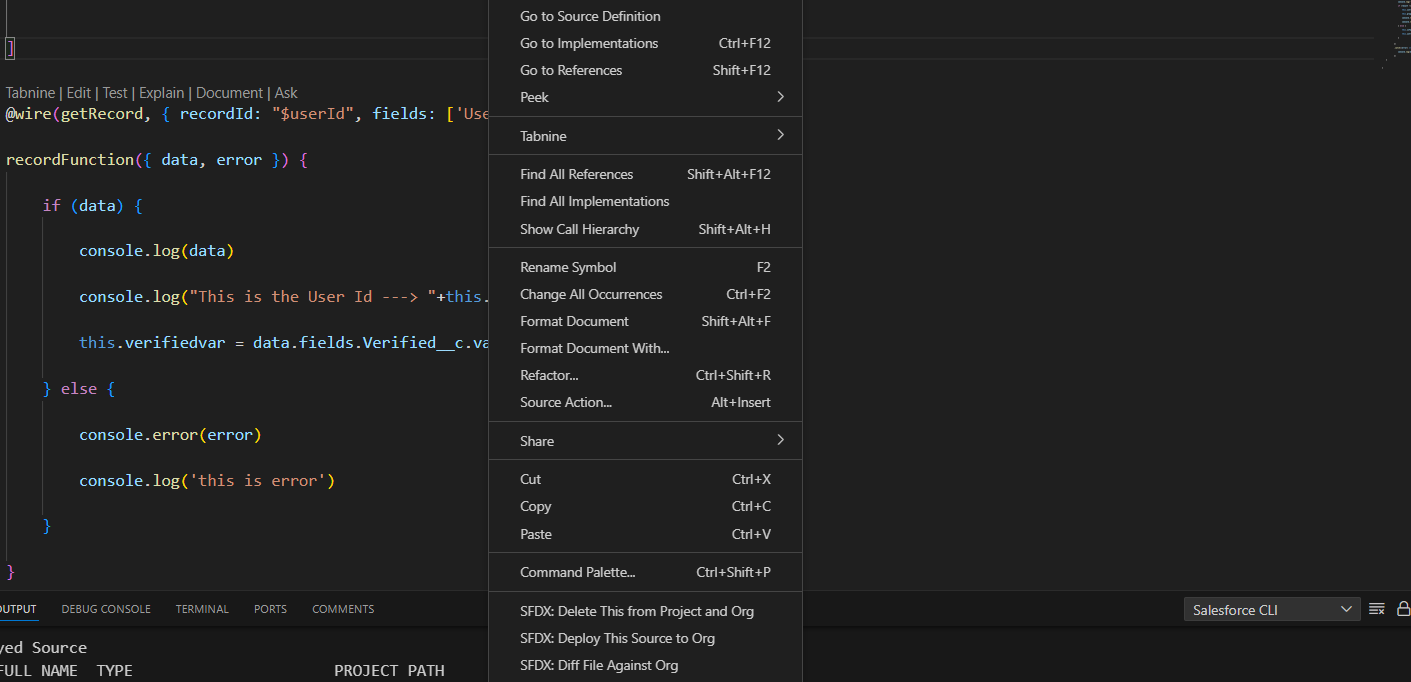 ]
Tabnine | Edit | Test | Explain | Document | Ask
@wire(getRecord, { recordId: "$userId", fields: ['Use
recordFunction({ data, error }) {
if (data) {
console.log(data)
console.log("This is the User Id ---> "+this.
this.verifiedvar = data.fields.Verified__c.va
} else {
console.error(error)
console.log('this is error')
}
}
Go to Source Definition
Go to Implementations Ctrl+F12
Go to References Shift+F12
Peek
Tabnine
Find All References Shift+Alt+F12
Find All Implementations
Show Call Hierarchy Shift+Alt+H
Rename Symbol F2
Change All Occurrences Ctrl+F2
Format Document Shift+Alt+F
Format Document With...
Refactor... Ctrl+Shift+R
Source Action... Alt+Insert
Share
Cut Ctrl+X
Copy Ctrl+C
Paste Ctrl+V
Command Palette... Ctrl+Shift+P
SFDX: Delete This from Project and Org
SFDX: Deploy This Source to Org
SFDX: Diff File Against Org
OUTPUT DEBUG CONSOLE TERMINAL PORTS COMMENTS Salesforce CLI
yed Source
FULL NAME TYPE PROJECT PATH